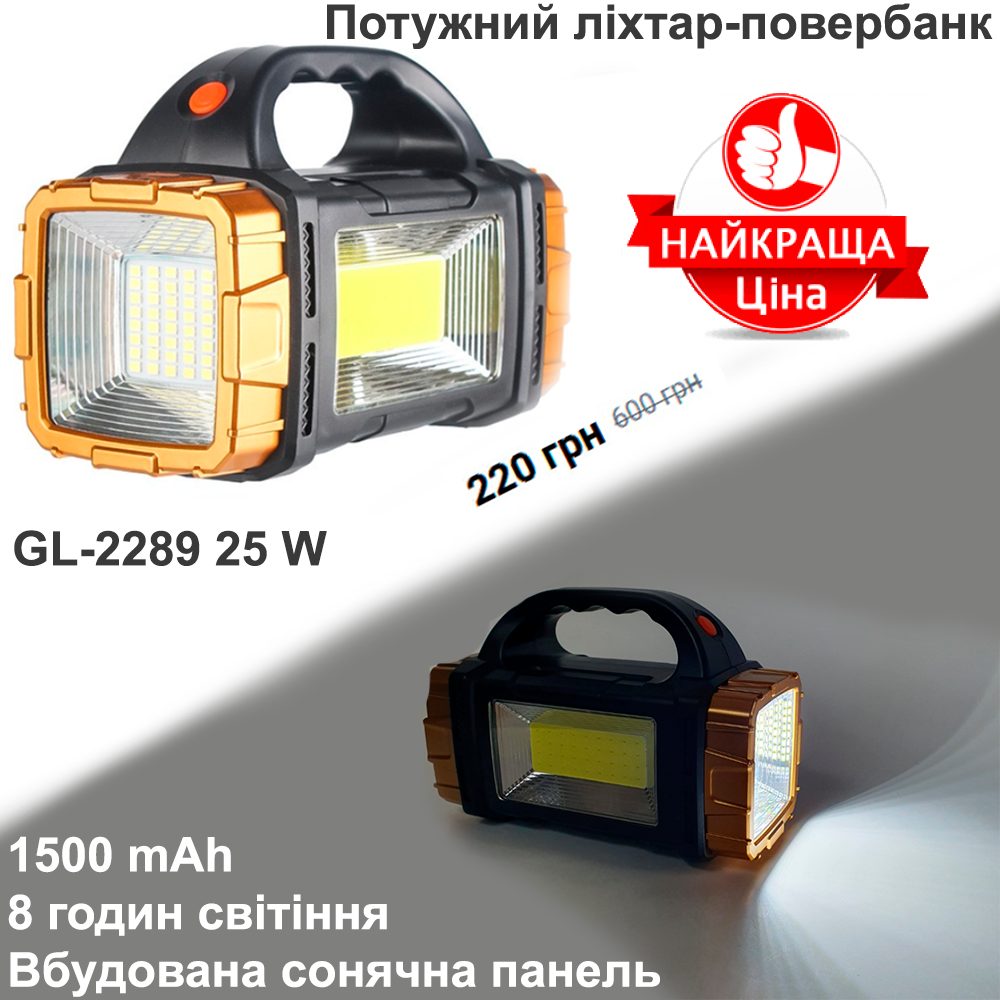 Потужний ліхтар-повербанк
НАЙКРАЩА
Ціна
220 грн 600 грн
GL-2289 25 W
1500 mAh
8 годин світіння
Вбудована сонячна панель